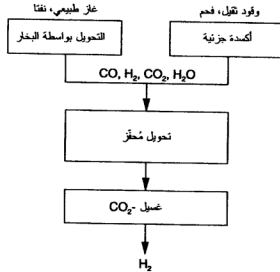 وقود ثقيل، فحم
غاز طبيعي، نفتا
أكسدة جزئية
التحويل بواسطة البخار
CO, H₂, CO₂, H₂O
تحويل مُحفّز
غسيل -CO₂
H₂